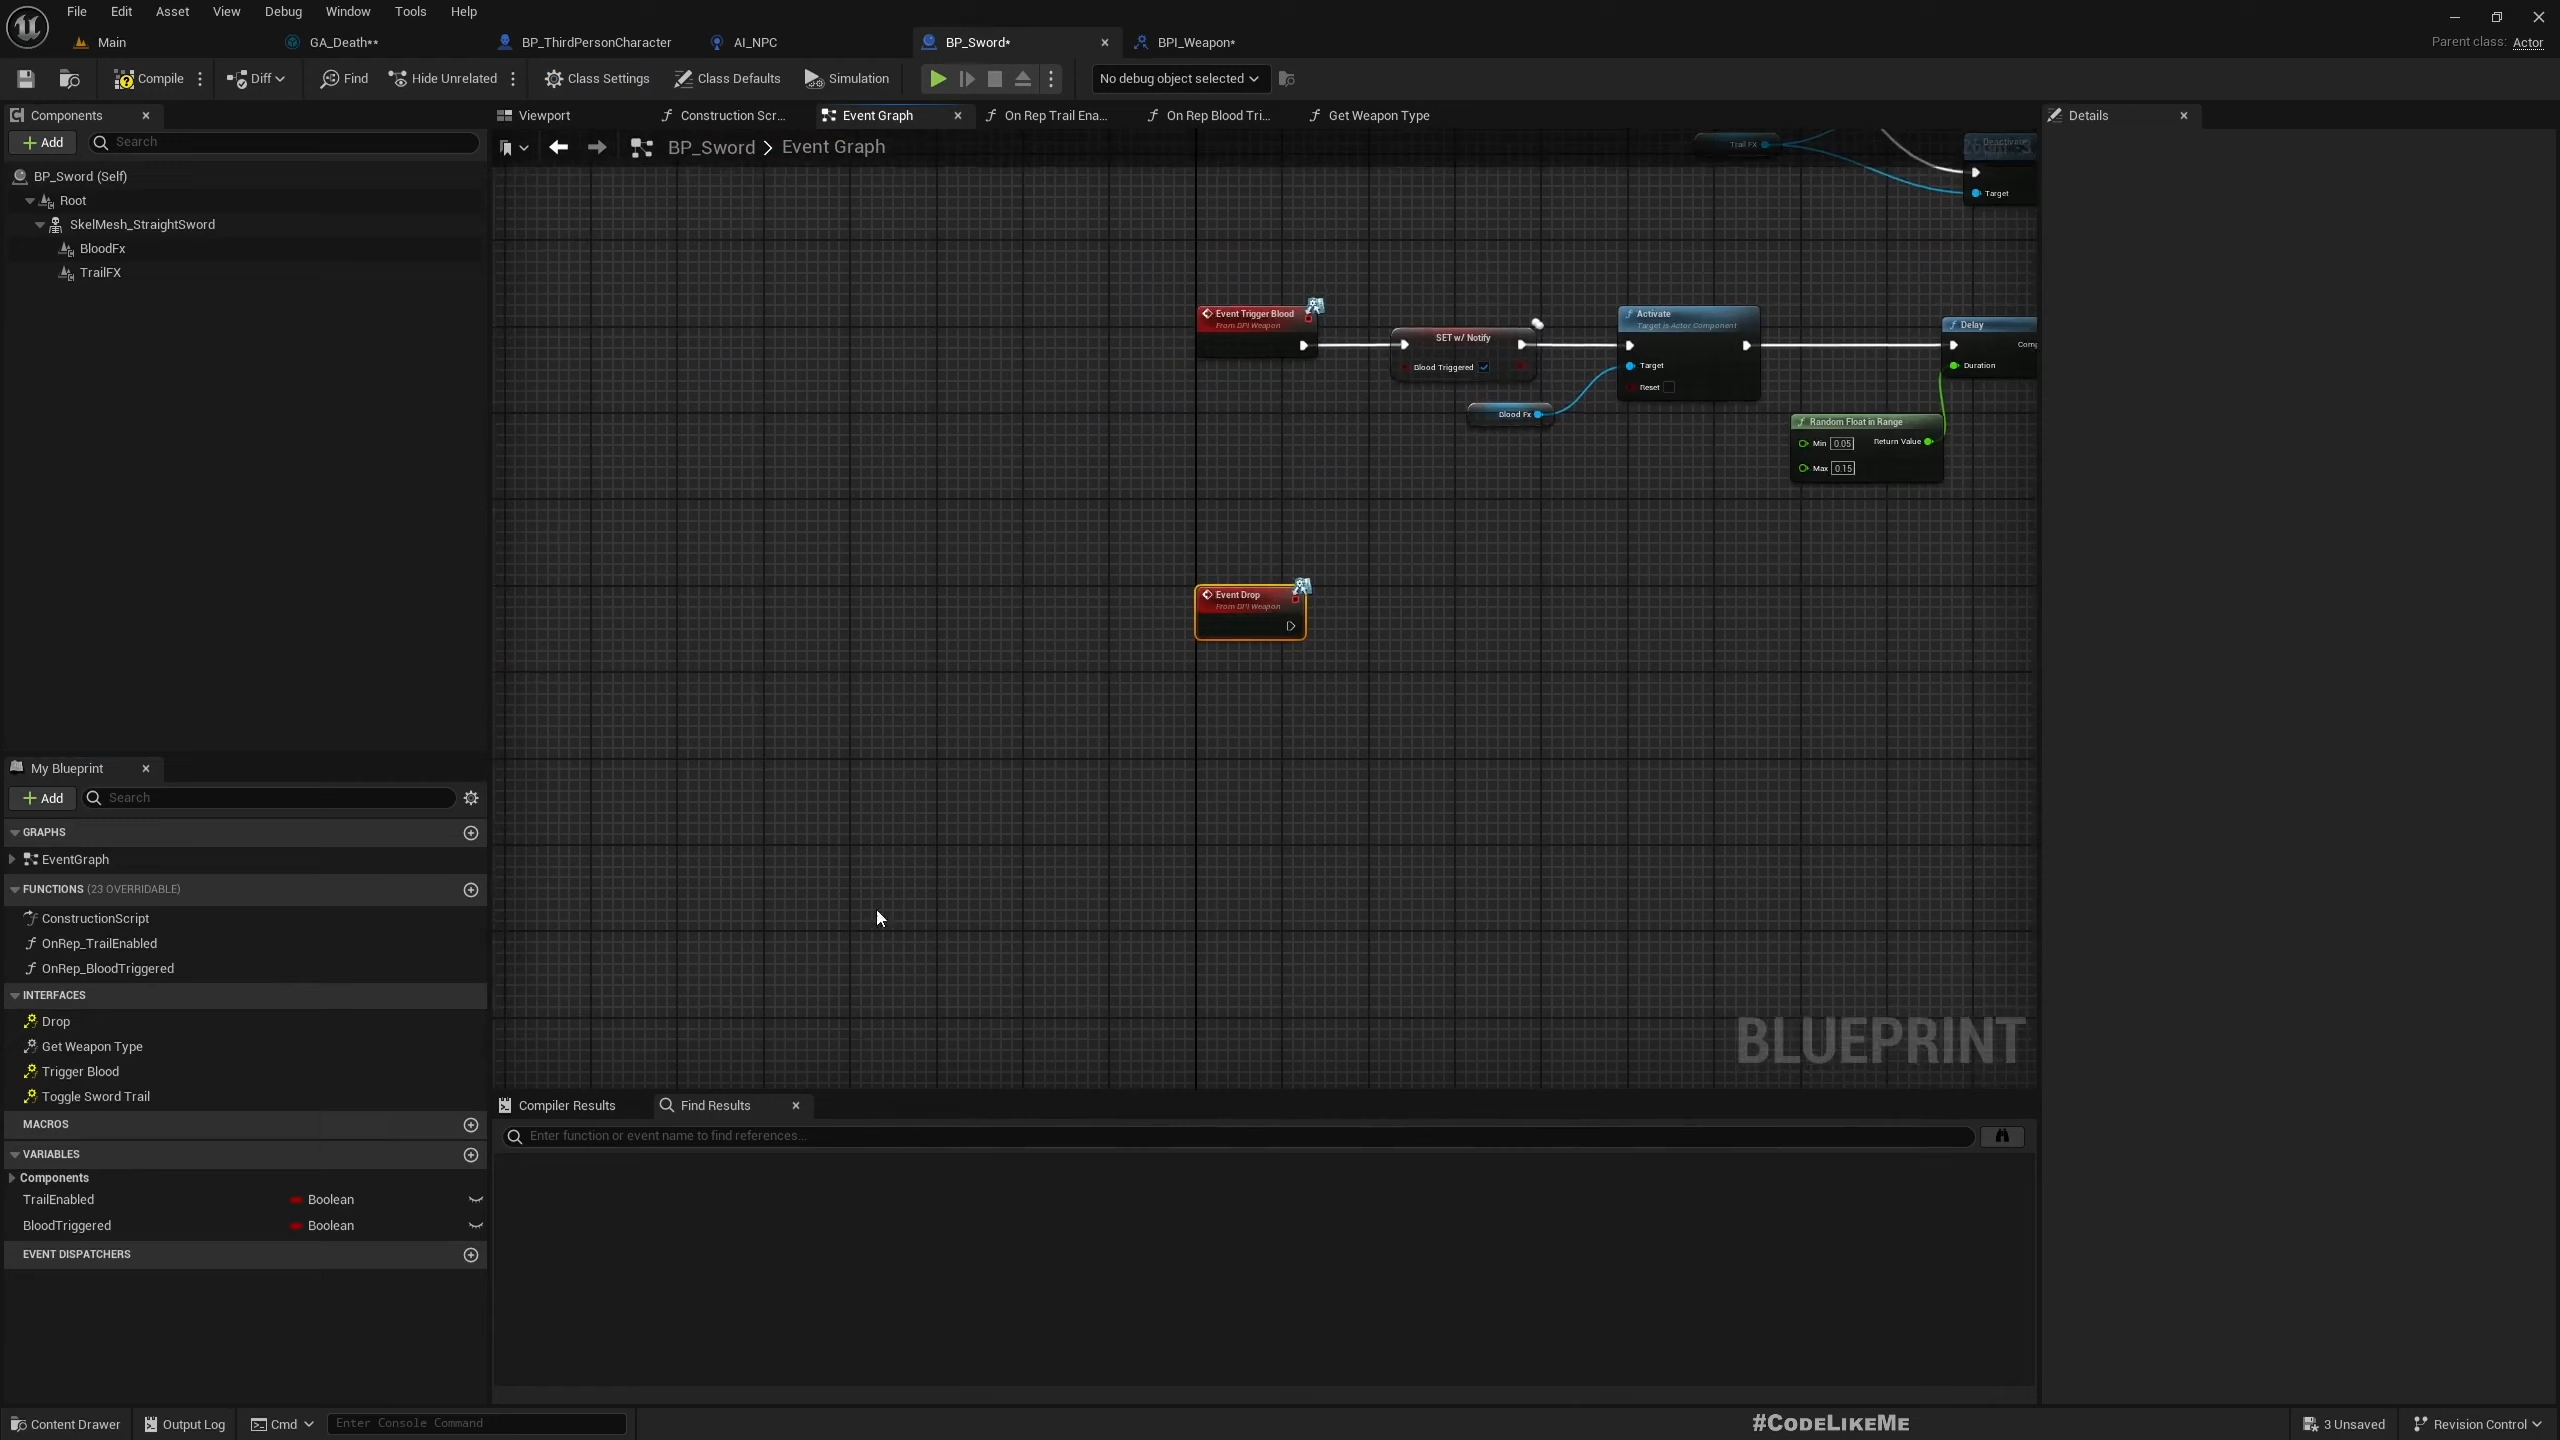 File Edit Asset View Debug Window Tools Help
Main GA_Death** BP_ThirdPersonCharacter AI_NPC BP_Sword* BPI_Weapon* Parent class: Actor
Compile Diff Find Hide Unrelated Class Settings Class Defaults Simulation No debug object selected
Components
Viewport Construction Scr... Event Graph On Rep Trail Ena... On Rep Blood Tri... Get Weapon Type
Details
Add Search
BP_Sword > Event Graph
BP_Sword (Self)
Root
SkelMesh_StraightSword
BloodFx
TrailFX
Trail FX
Target
Event Trigger Blood
From BPI Weapon
SET w/ Notify
Blood Triggered
Blood Fx
Activate
Target is Actor Component
Target
Reset
Delay
Comp
Duration
Random Float in Range
Min 0.05 Return Value
Max 0.15
Event Drop
From BPI Weapon
BLUEPRINT
My Blueprint
Add Search
GRAPHS
EventGraph
FUNCTIONS (23 OVERRIDABLE)
ConstructionScript
OnRep_TrailEnabled
OnRep_BloodTriggered
INTERFACES
Drop
Get Weapon Type
Trigger Blood
Toggle Sword Trail
MACROS
VARIABLES
Components
TrailEnabled Boolean
BloodTriggered Boolean
EVENT DISPATCHERS
Compiler Results Find Results
Enter function or event name to find references...
Content Drawer Output Log Cmd Enter Console Command #CODELIKEME 3 Unsaved Revision Control